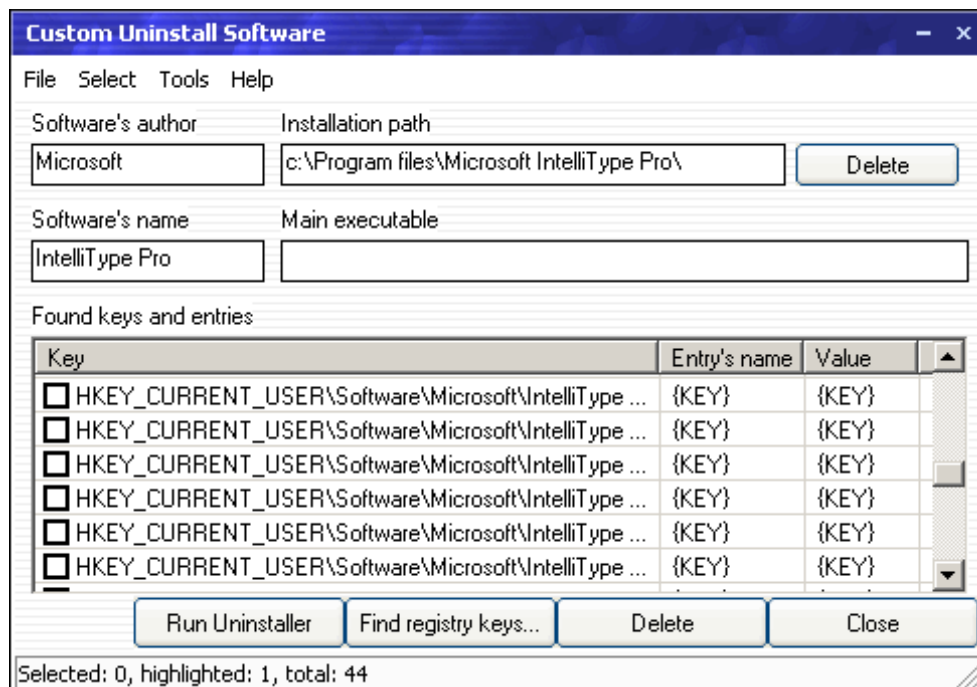 Custom Uninstall Software
File Select Tools Help
Software's author Installation path
Microsoft c:\Program files\Microsoft IntelliType Pro\ Delete
Software's name Main executable
IntelliType Pro
Found keys and entries
Key Entry's name Value
HKEY_CURRENT_USER\Software\Microsoft\IntelliType ... {KEY} {KEY}
HKEY_CURRENT_USER\Software\Microsoft\IntelliType ... {KEY} {KEY}
HKEY_CURRENT_USER\Software\Microsoft\IntelliType ... {KEY} {KEY}
HKEY_CURRENT_USER\Software\Microsoft\IntelliType ... {KEY} {KEY}
HKEY_CURRENT_USER\Software\Microsoft\IntelliType ... {KEY} {KEY}
HKEY_CURRENT_USER\Software\Microsoft\IntelliType ... {KEY} {KEY}
Run Uninstaller Find registry keys... Delete Close
Selected: 0, highlighted: 1, total: 44